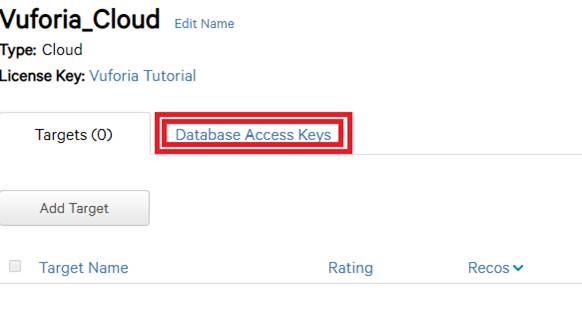 Vuforia_Cloud Edit Name
Type: Cloud
License Key: Vuforia Tutorial
Targets (0) Database Access Keys
Add Target
Target Name Rating Recos